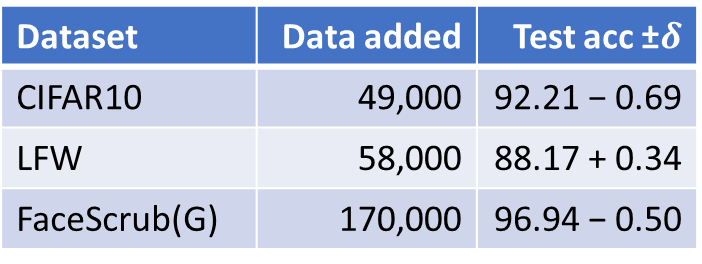 Dataset Data added Test acc ±δ
CIFAR10 49,000 92.21 − 0.69
LFW 58,000 88.17 + 0.34
FaceScrub(G) 170,000 96.94 − 0.50